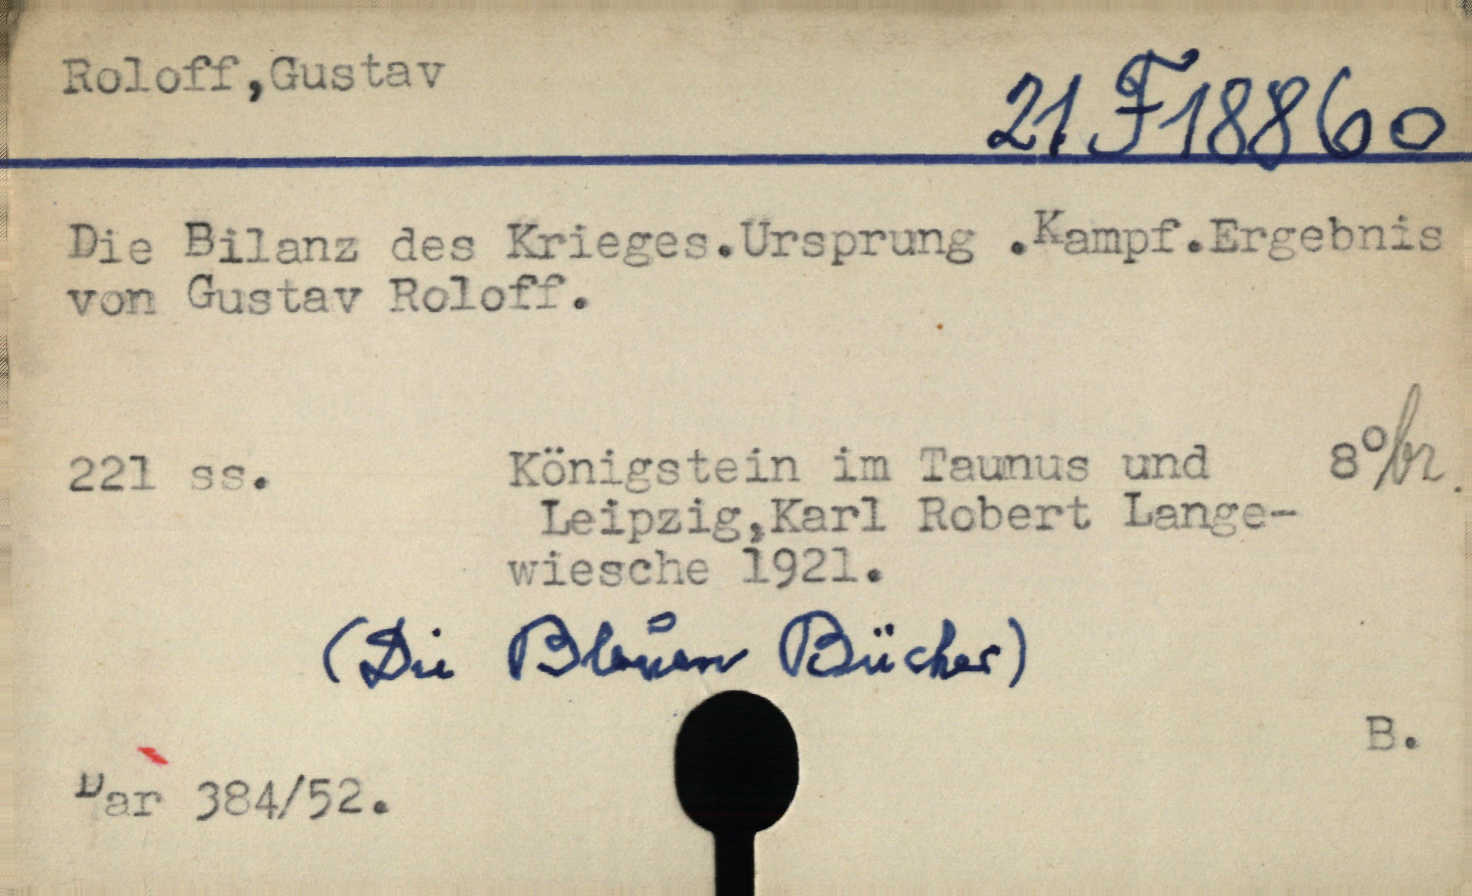 Roloff,Gustav
21 F 18860
Die Bilanz des Krieges.Ursprung .Kampf.Ergebnis
von Gustav Roloff.
221 ss. Königstein im Taunus und 8°/br.
Leipzig,Karl Robert Lange-
wiesche 1921.
(Die Blauen Bücher)
B.
Dar 384/52.